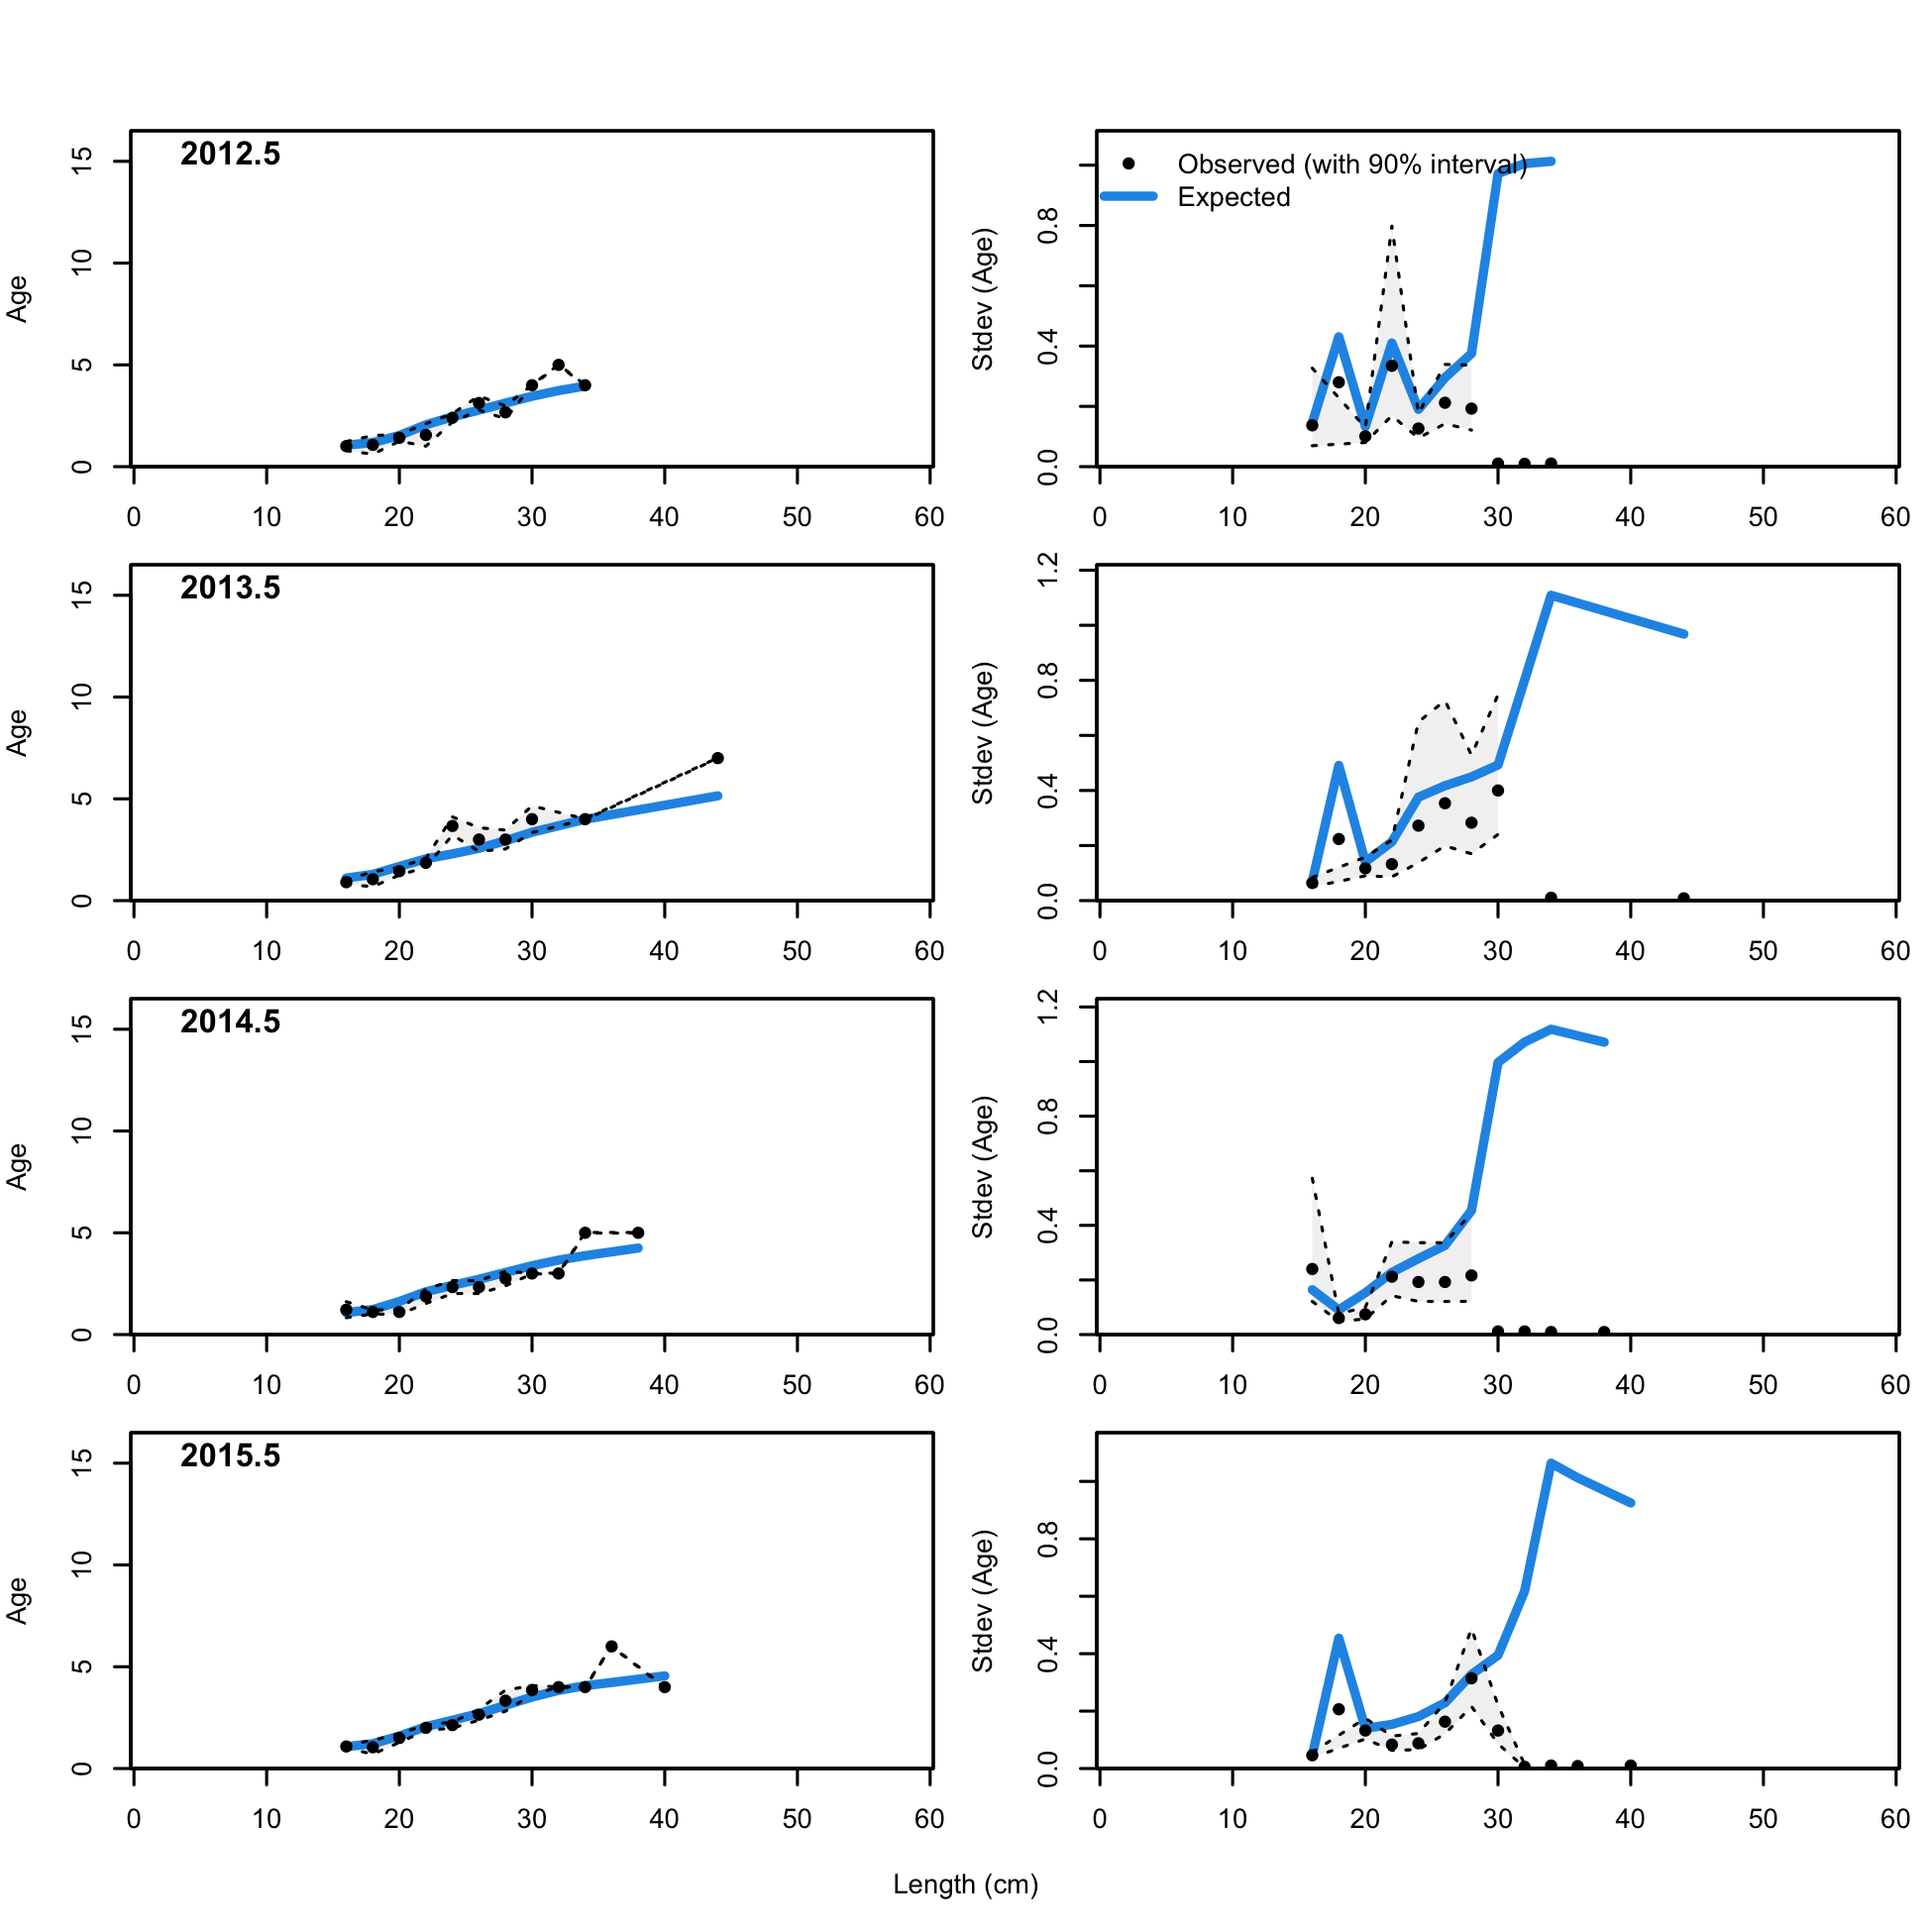 2012.5
Age
0 5 10 15
0 10 20 30 40 50 60
Observed (with 90% interval)
Expected
Stdev (Age)
0.0 0.4 0.8
0 10 20 30 40 50 60
2013.5
Age
0 5 10 15
0 10 20 30 40 50 60
Stdev (Age)
0.0 0.4 0.8 1.2
0 10 20 30 40 50 60
2014.5
Age
0 5 10 15
0 10 20 30 40 50 60
Stdev (Age)
0.0 0.4 0.8 1.2
0 10 20 30 40 50 60
2015.5
Age
0 5 10 15
0 10 20 30 40 50 60
Stdev (Age)
0.0 0.4 0.8
0 10 20 30 40 50 60
Length (cm)